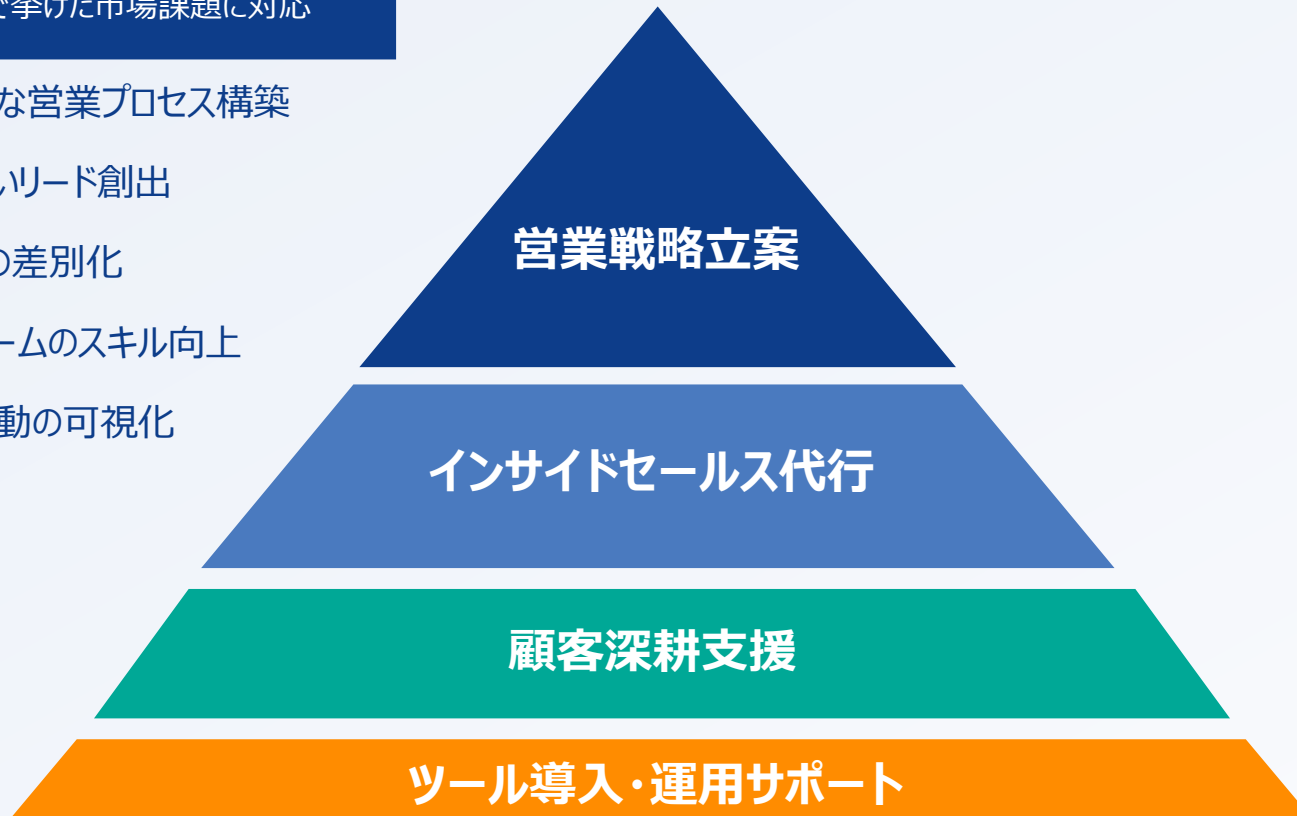 で挙げた市場課題に対応
な営業プロセス構築
いリード創出
の差別化
ームのスキル向上
動の可視化
営業戦略立案
インサイドセールス代行
顧客深耕支援
ツール導入・運用サポート